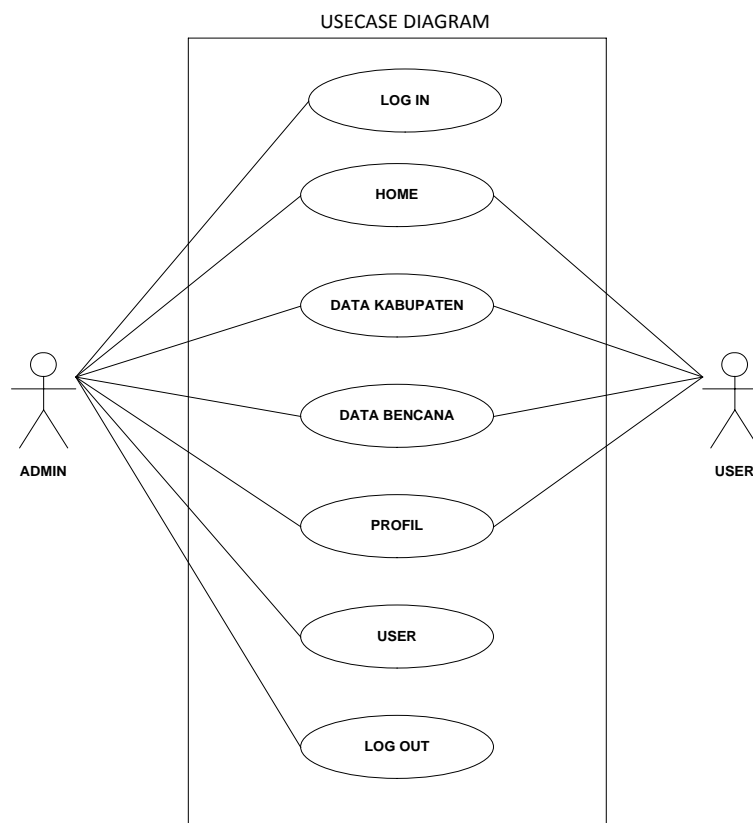 USECASE DIAGRAM
LOG IN
HOME
DATA KABUPATEN
DATA BENCANA
ADMIN
USER
PROFIL
USER
LOG OUT